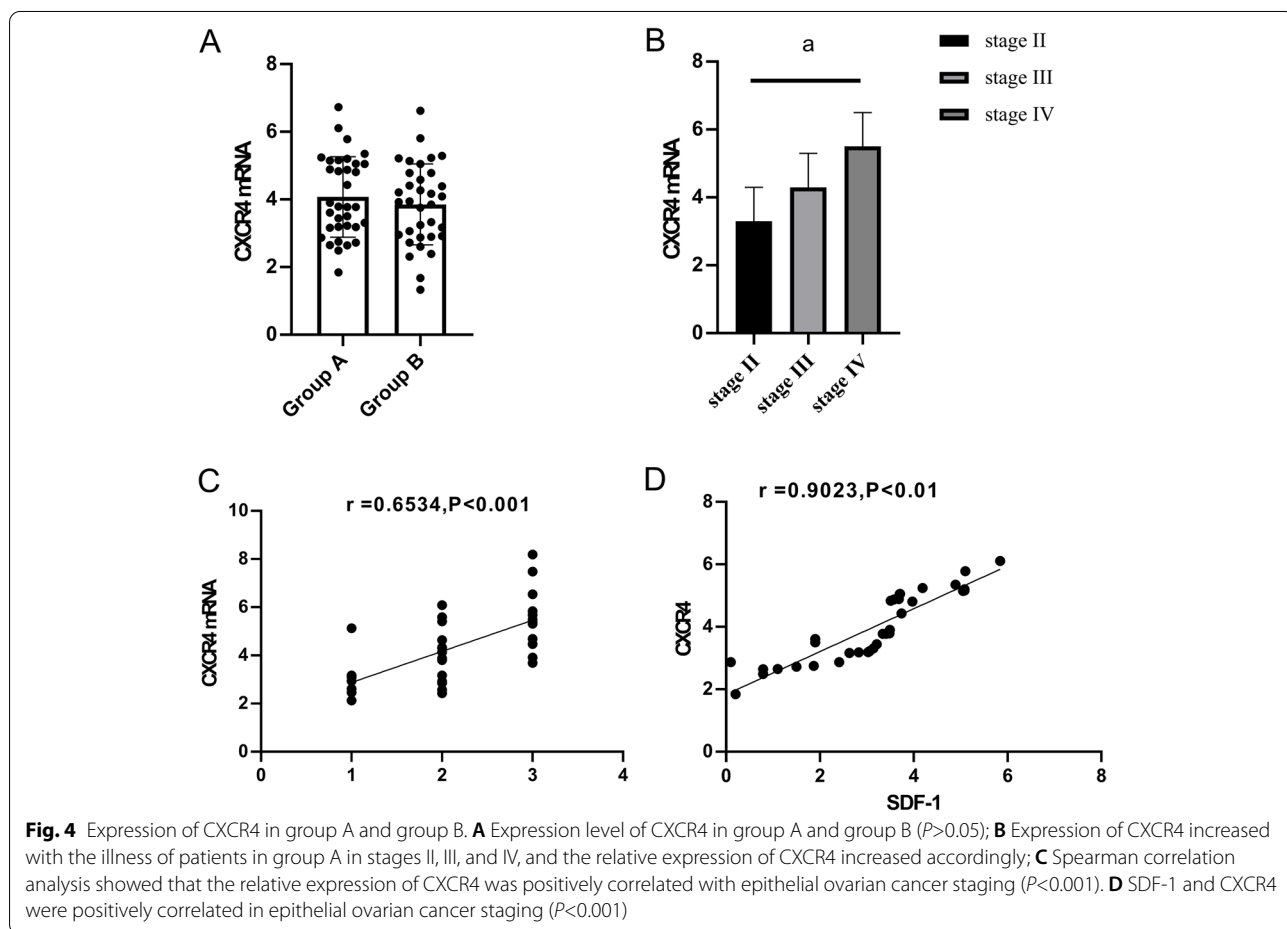 A
CXCR4 mRNA
8
6
4
2
0
Group A
Group B
B
a
CXCR4 mRNA
8
6
4
2
0
stage II
stage III
stage IV
stage II
stage III
stage IV
C
r =0.6534,P<0.001
CXCR4 mRNA
10
8
6
4
2
0
0 1 2 3 4
D
r =0.9023,P<0.01
CXCR4
8
6
4
2
0
0 2 4 6 8
SDF-1
Fig. 4 Expression of CXCR4 in group A and group B. A Expression level of CXCR4 in group A and group B (P>0.05); B Expression of CXCR4 increased
with the illness of patients in group A in stages II, III, and IV, and the relative expression of CXCR4 increased accordingly; C Spearman correlation
analysis showed that the relative expression of CXCR4 was positively correlated with epithelial ovarian cancer staging (P<0.001). D SDF-1 and CXCR4
were positively correlated in epithelial ovarian cancer staging (P<0.001)